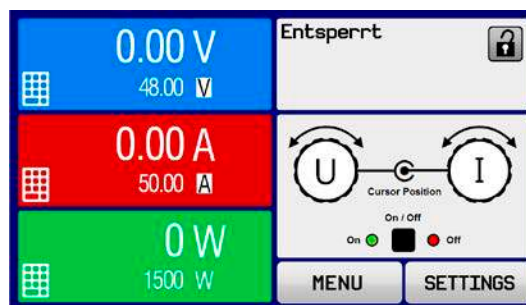 0.00 V
48.00 V
0.00 A
50.00 A
0 W
1500 W
Entsperrt
U
I
Cursor Position
On / Off
On
Off
MENU
SETTINGS